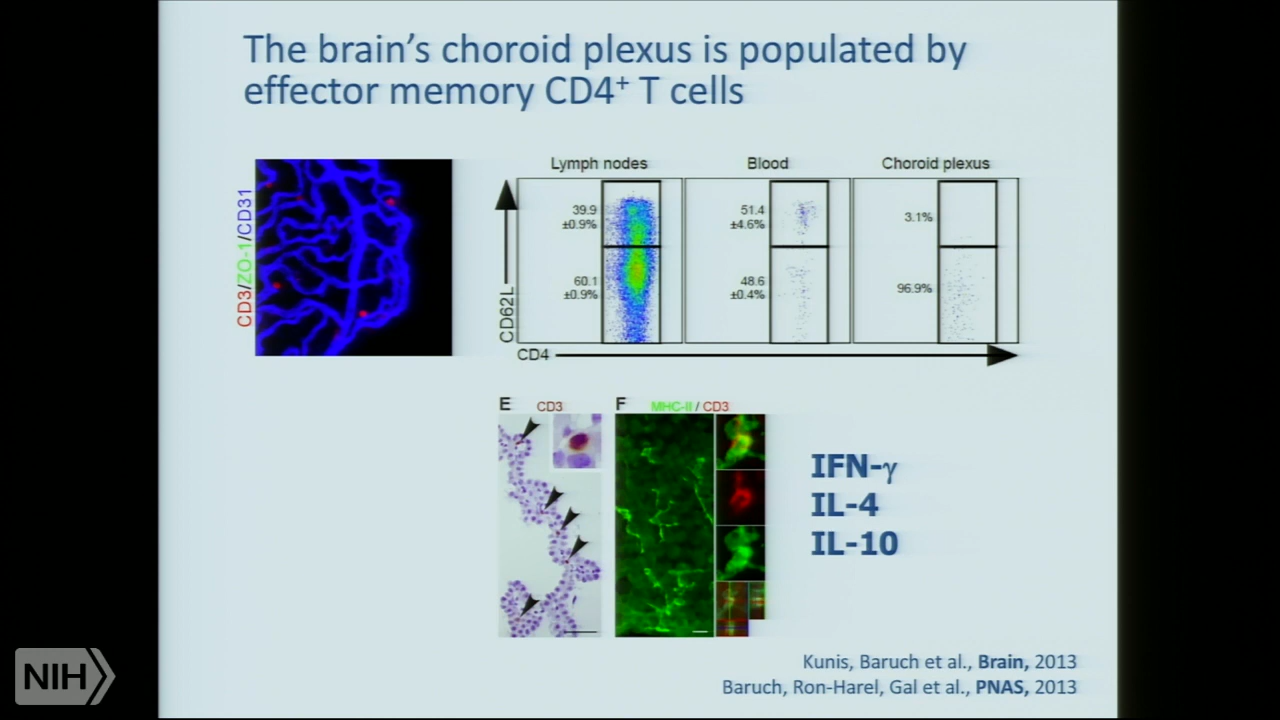 The brain's choroid plexus is populated by
effector memory CD4⁺ T cells
CD3/ZO-1/CD31
Lymph nodes
Blood
Choroid plexus
CD62L
39.9
±0.9%
60.1
±0.9%
51.4
±4.6%
48.6
±0.4%
3.1%
96.9%
CD4
E
CD3
F
MHC-II / CD3
IFN-γ
IL-4
IL-10
Kunis, Baruch et al., Brain, 2013
Baruch, Ron-Harel, Gal et al., PNAS, 2013
NIH